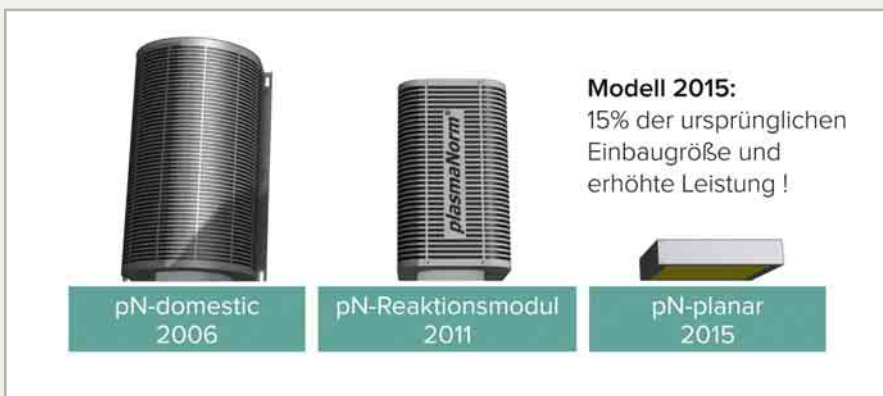 Modell 2015:
15% der ursprünglichen
Einbaugröße und
erhöhte Leistung !
plasmaNorm®
pN-domestic
2006
pN-Reaktionsmodul
2011
pN-planar
2015